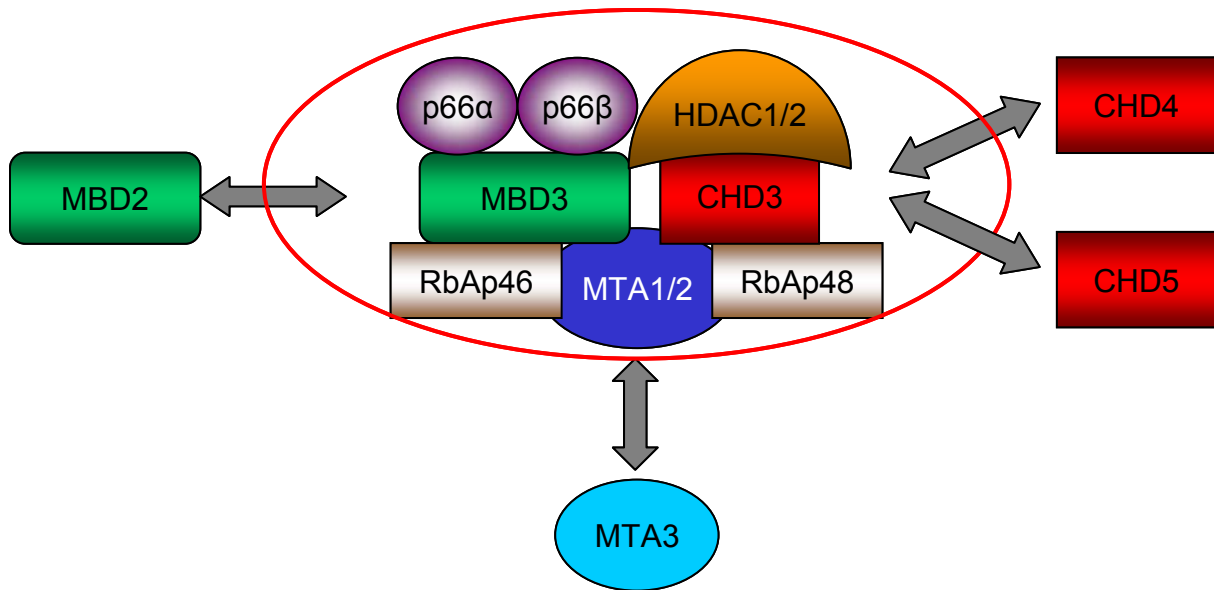 p66α
p66β
HDAC1/2
CHD4
MBD2
MBD3
CHD3
RbAp46
MTA1/2
RbAp48
CHD5
MTA3